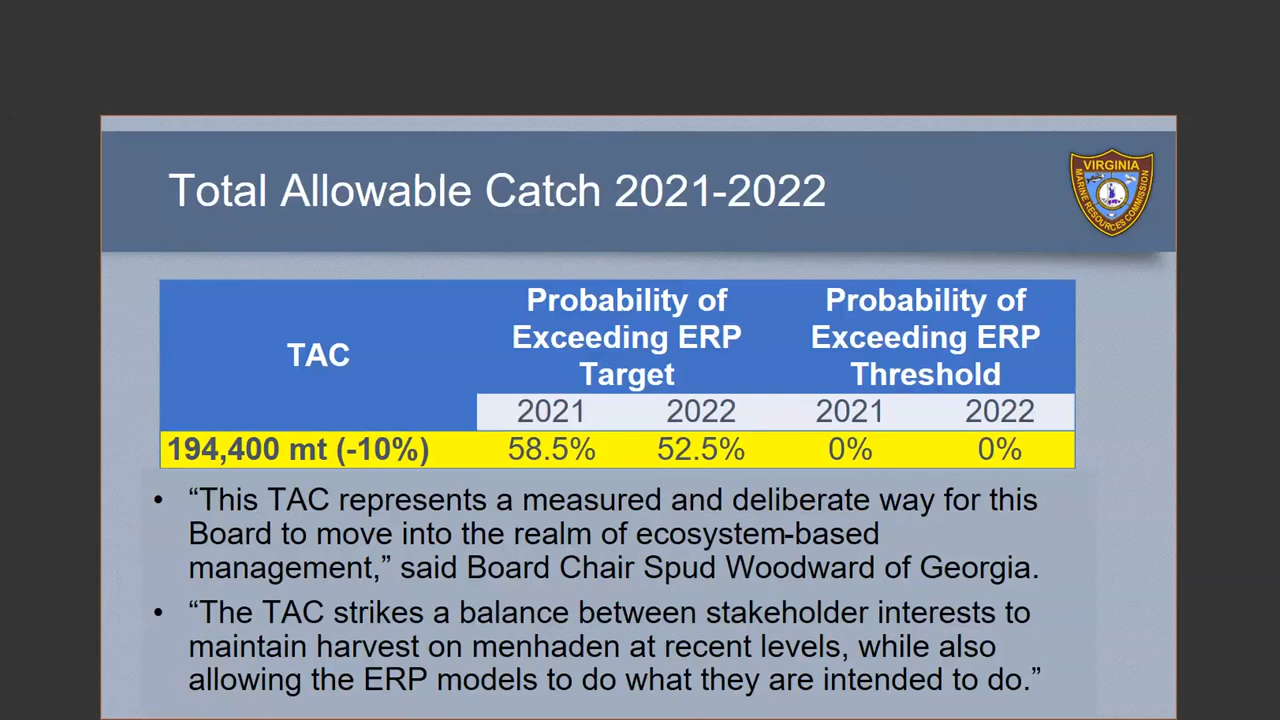 Total Allowable Catch 2021-2022
VIRGINIA
MARINE RESOURCES COMMISSION
TAC
Probability of
Exceeding ERP
Target
Probability of
Exceeding ERP
Threshold
2021 2022 2021 2022
194,400 mt (-10%) 58.5% 52.5% 0% 0%
• “This TAC represents a measured and deliberate way for this
Board to move into the realm of ecosystem-based
management,” said Board Chair Spud Woodward of Georgia.
• “The TAC strikes a balance between stakeholder interests to
maintain harvest on menhaden at recent levels, while also
allowing the ERP models to do what they are intended to do.”